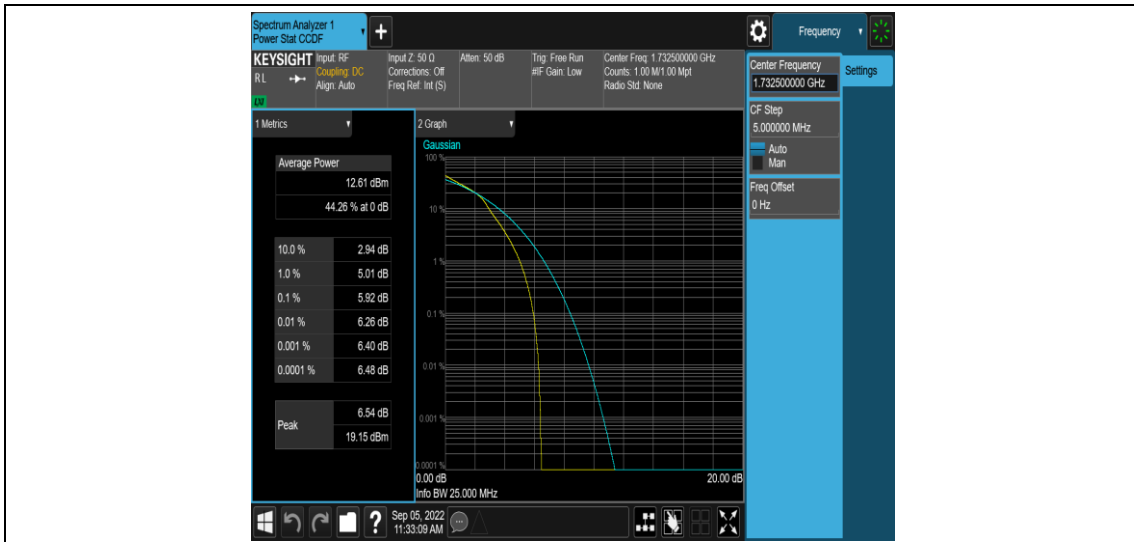 Spectrum Analyzer 1
Power Stat CCDF
+
Frequency
KEYSIGHT
RL
LXI
Input: RF
Coupling: DC
Align: Auto
Input Z: 50 Ω
Corrections: Off
Freq Ref: Int (S)
Atten: 50 dB
Trig: Free Run
#IF Gain: Low
Center Freq: 1.732500000 GHz
Counts: 1.00 M/1.00 Mpt
Radio Std: None
Center Frequency
1.732500000 GHz
Settings
CF Step
5.000000 MHz
Auto
Man
Freq Offset
0 Hz
1 Metrics
Average Power
12.61 dBm
44.26 % at 0 dB
10.0 % 2.94 dB
1.0 % 5.01 dB
0.1 % 5.92 dB
0.01 % 6.26 dB
0.001 % 6.40 dB
0.0001 % 6.48 dB
Peak
6.54 dB
19.15 dBm
2 Graph
Gaussian
100 %
10 %
1 %
0.1 %
0.01 %
0.001 %
0.0001 %
0.00 dB 20.00 dB
Info BW 25.000 MHz
?
Sep 05, 2022
11:33:09 AM